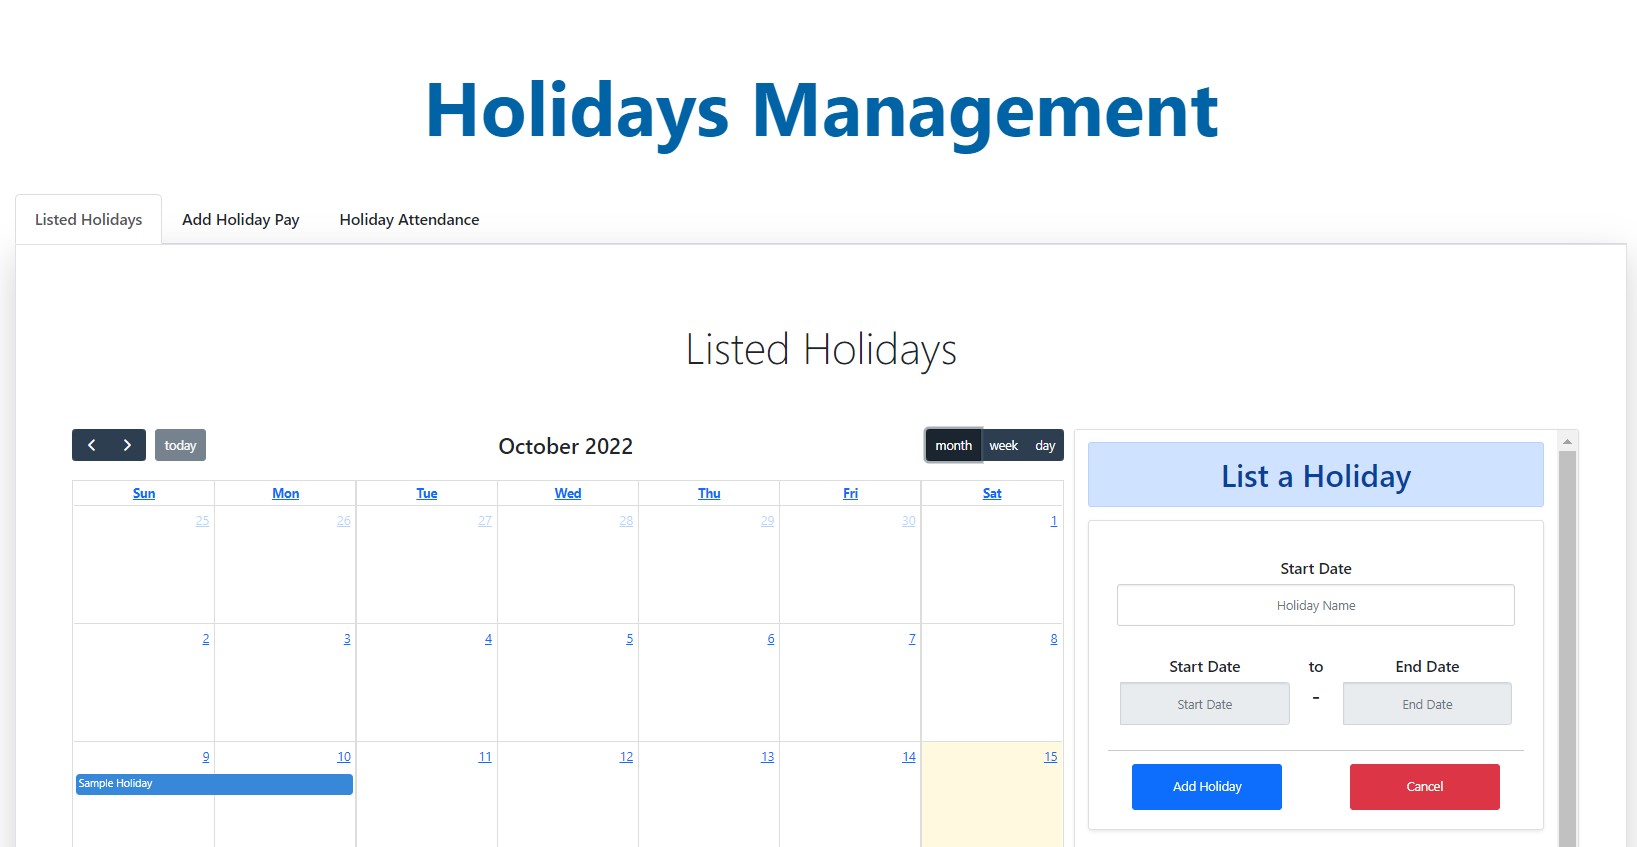 Holidays Management
Listed Holidays Add Holiday Pay Holiday Attendance
Listed Holidays
today October 2022 month week day
Sun Mon Tue Wed Thu Fri Sat
25 26 27 28 29 30 1
2 3 4 5 6 7 8
9 10 11 12 13 14 15
Sample Holiday
List a Holiday
Start Date
Holiday Name
Start Date to End Date
Start Date - End Date
Add Holiday Cancel